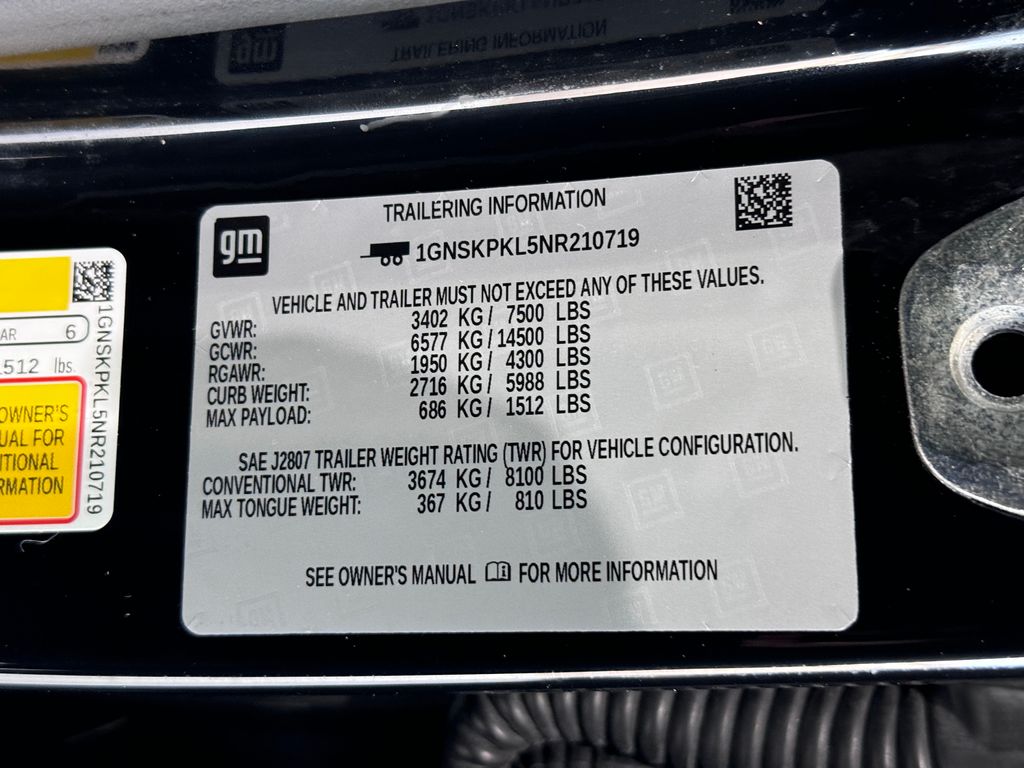 TRAILERING INFORMATION
gm
TRAILERING INFORMATION
1GNSKPKL5NR210719
VEHICLE AND TRAILER MUST NOT EXCEED ANY OF THESE VALUES.
GVWR: 3402 KG / 7500 LBS
GCWR: 6577 KG / 14500 LBS
RGAWR: 1950 KG / 4300 LBS
CURB WEIGHT: 2716 KG / 5988 LBS
MAX PAYLOAD: 686 KG / 1512 LBS
SAE J2807 TRAILER WEIGHT RATING (TWR) FOR VEHICLE CONFIGURATION.
CONVENTIONAL TWR: 3674 KG / 8100 LBS
MAX TONGUE WEIGHT: 367 KG / 810 LBS
SEE OWNER'S MANUAL FOR MORE INFORMATION
AR 6
1512 lbs.
OWNER'S
UAL FOR
ITIONAL
RMATION
1GNSKPKL5NR210719